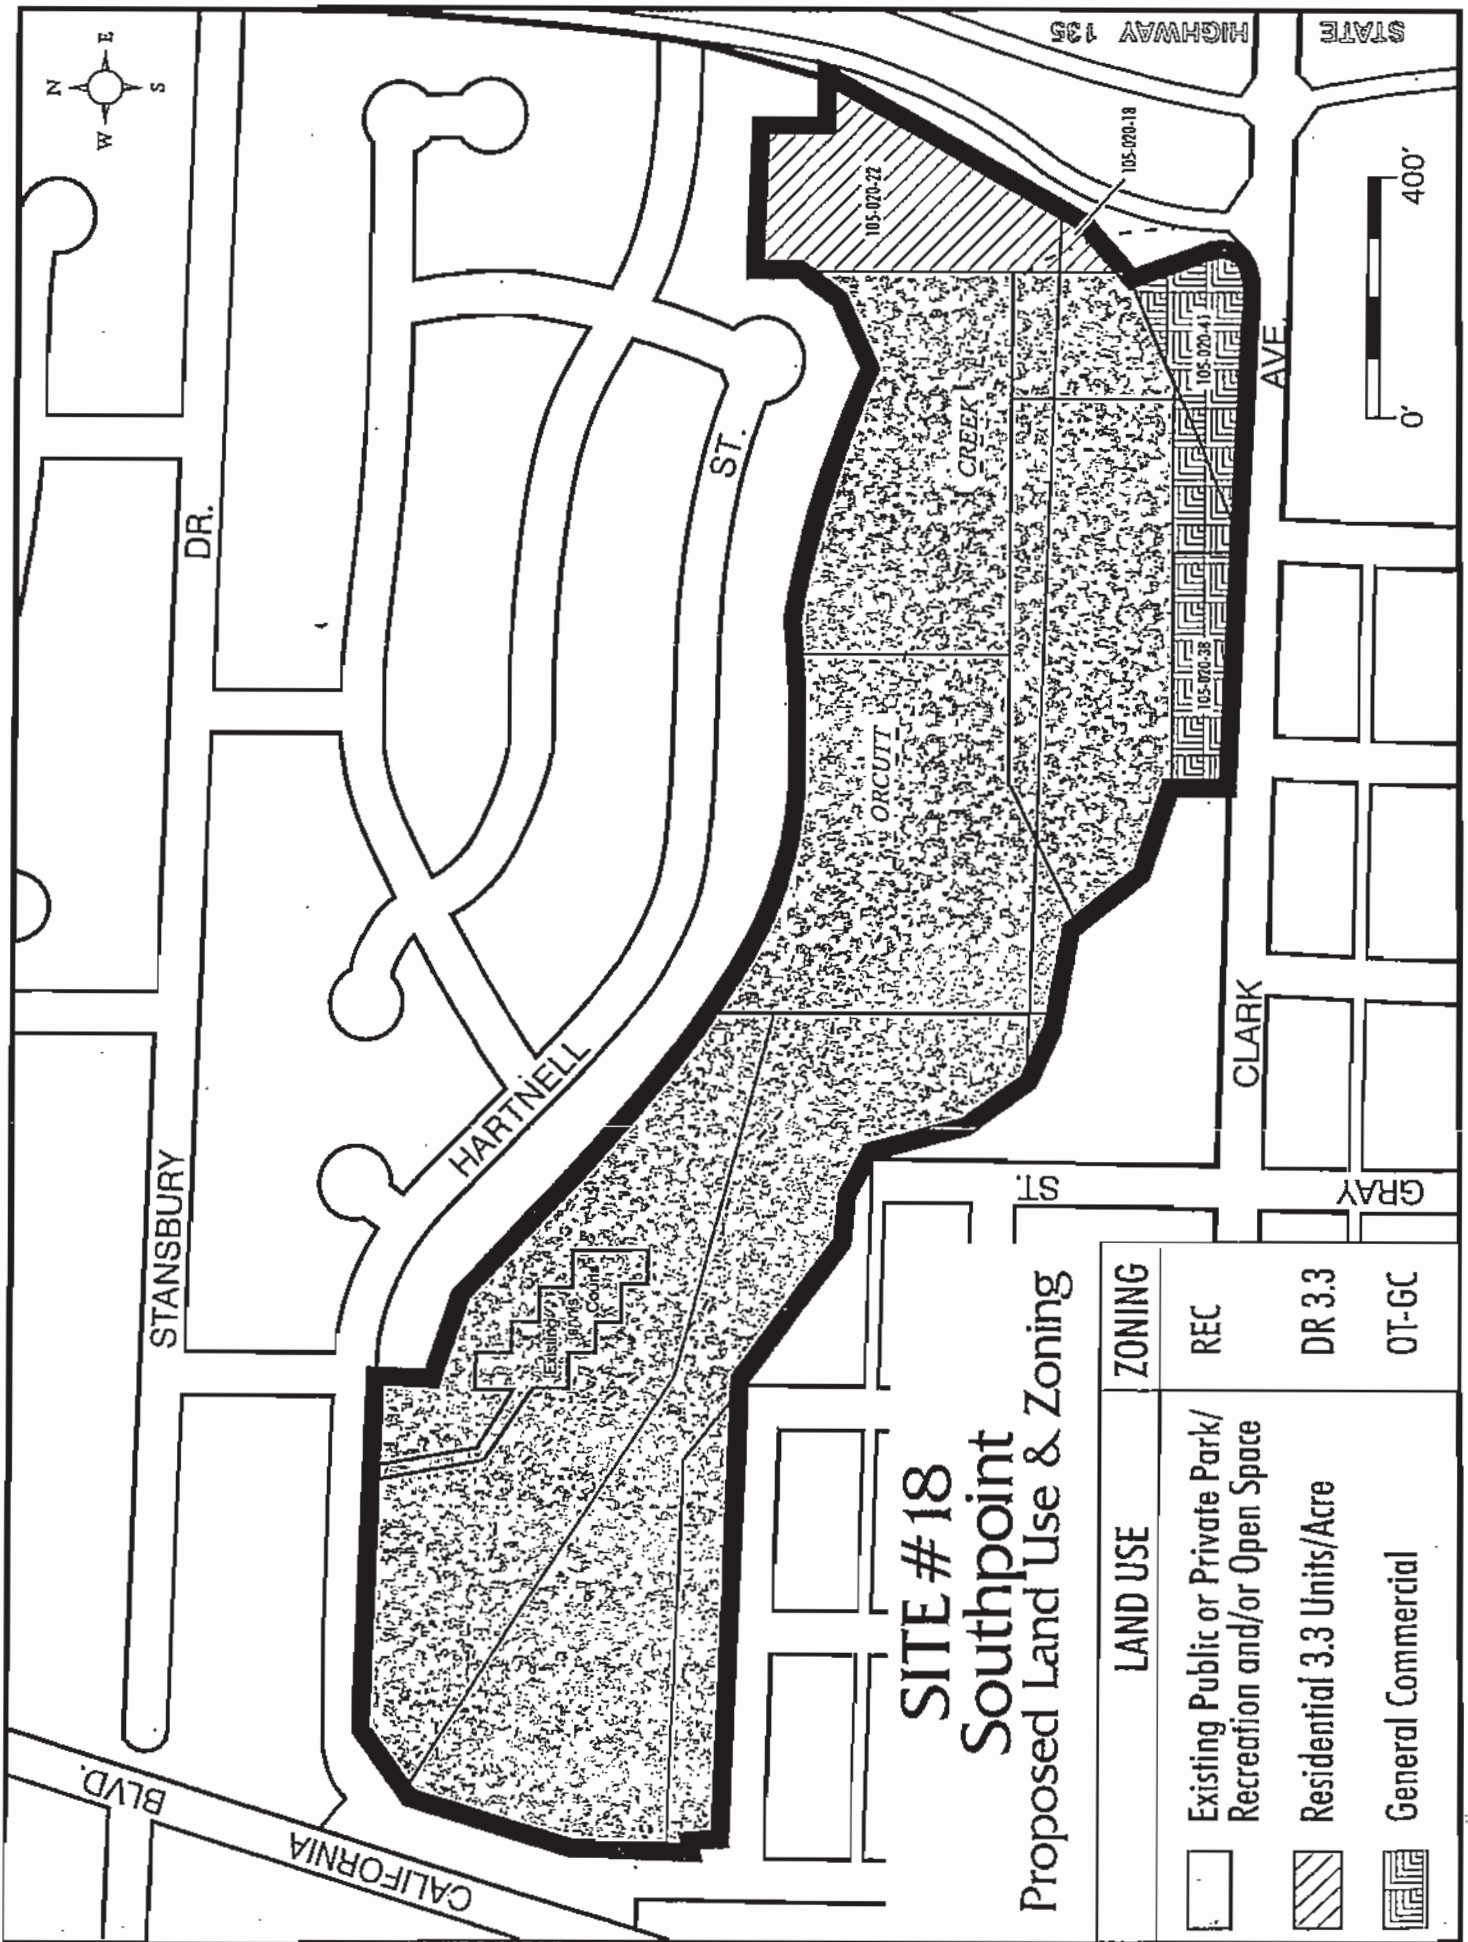 N
W E
S
STATE
HIGHWAY 135
STANSBURY DR.
HARTNELL ST.
CALIFORNIA BLVD.
CLARK AVE.
GRAY ST.
ORCUTT CREEK
105-020-22
105-020-18
105-020-41
105-020-38
Existing
Tennis
Courts
0' 400'
SITE #18
Southpoint
Proposed Land Use & Zoning
LAND USE ZONING
Existing Public or Private Park/
Recreation and/or Open Space REC
Residential 3.3 Units/Acre DR 3.3
General Commercial OT-GC